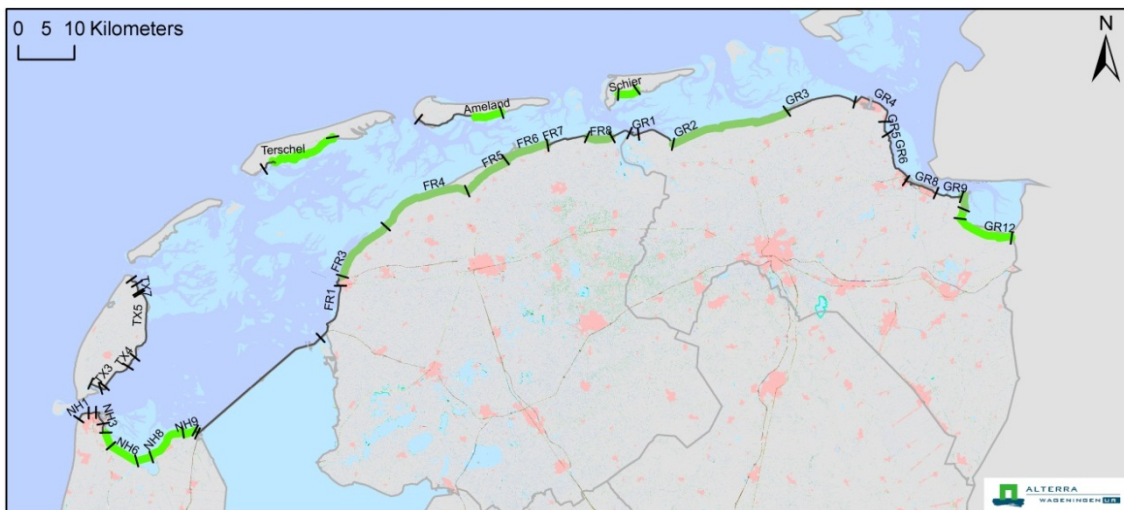 0 5 10 Kilometers
N
Schier
Ameland
Terschel
GR3
GR4
GR5
GR6
GR8
GR9
GR12
GR2
GR1
FR8
FR7
FR6
FR5
FR4
FR3
FR1
TX5
TX4
TX3
NH1
NH3
NH6
NH8
NH9
ALTERRA
WAGENINGEN UR